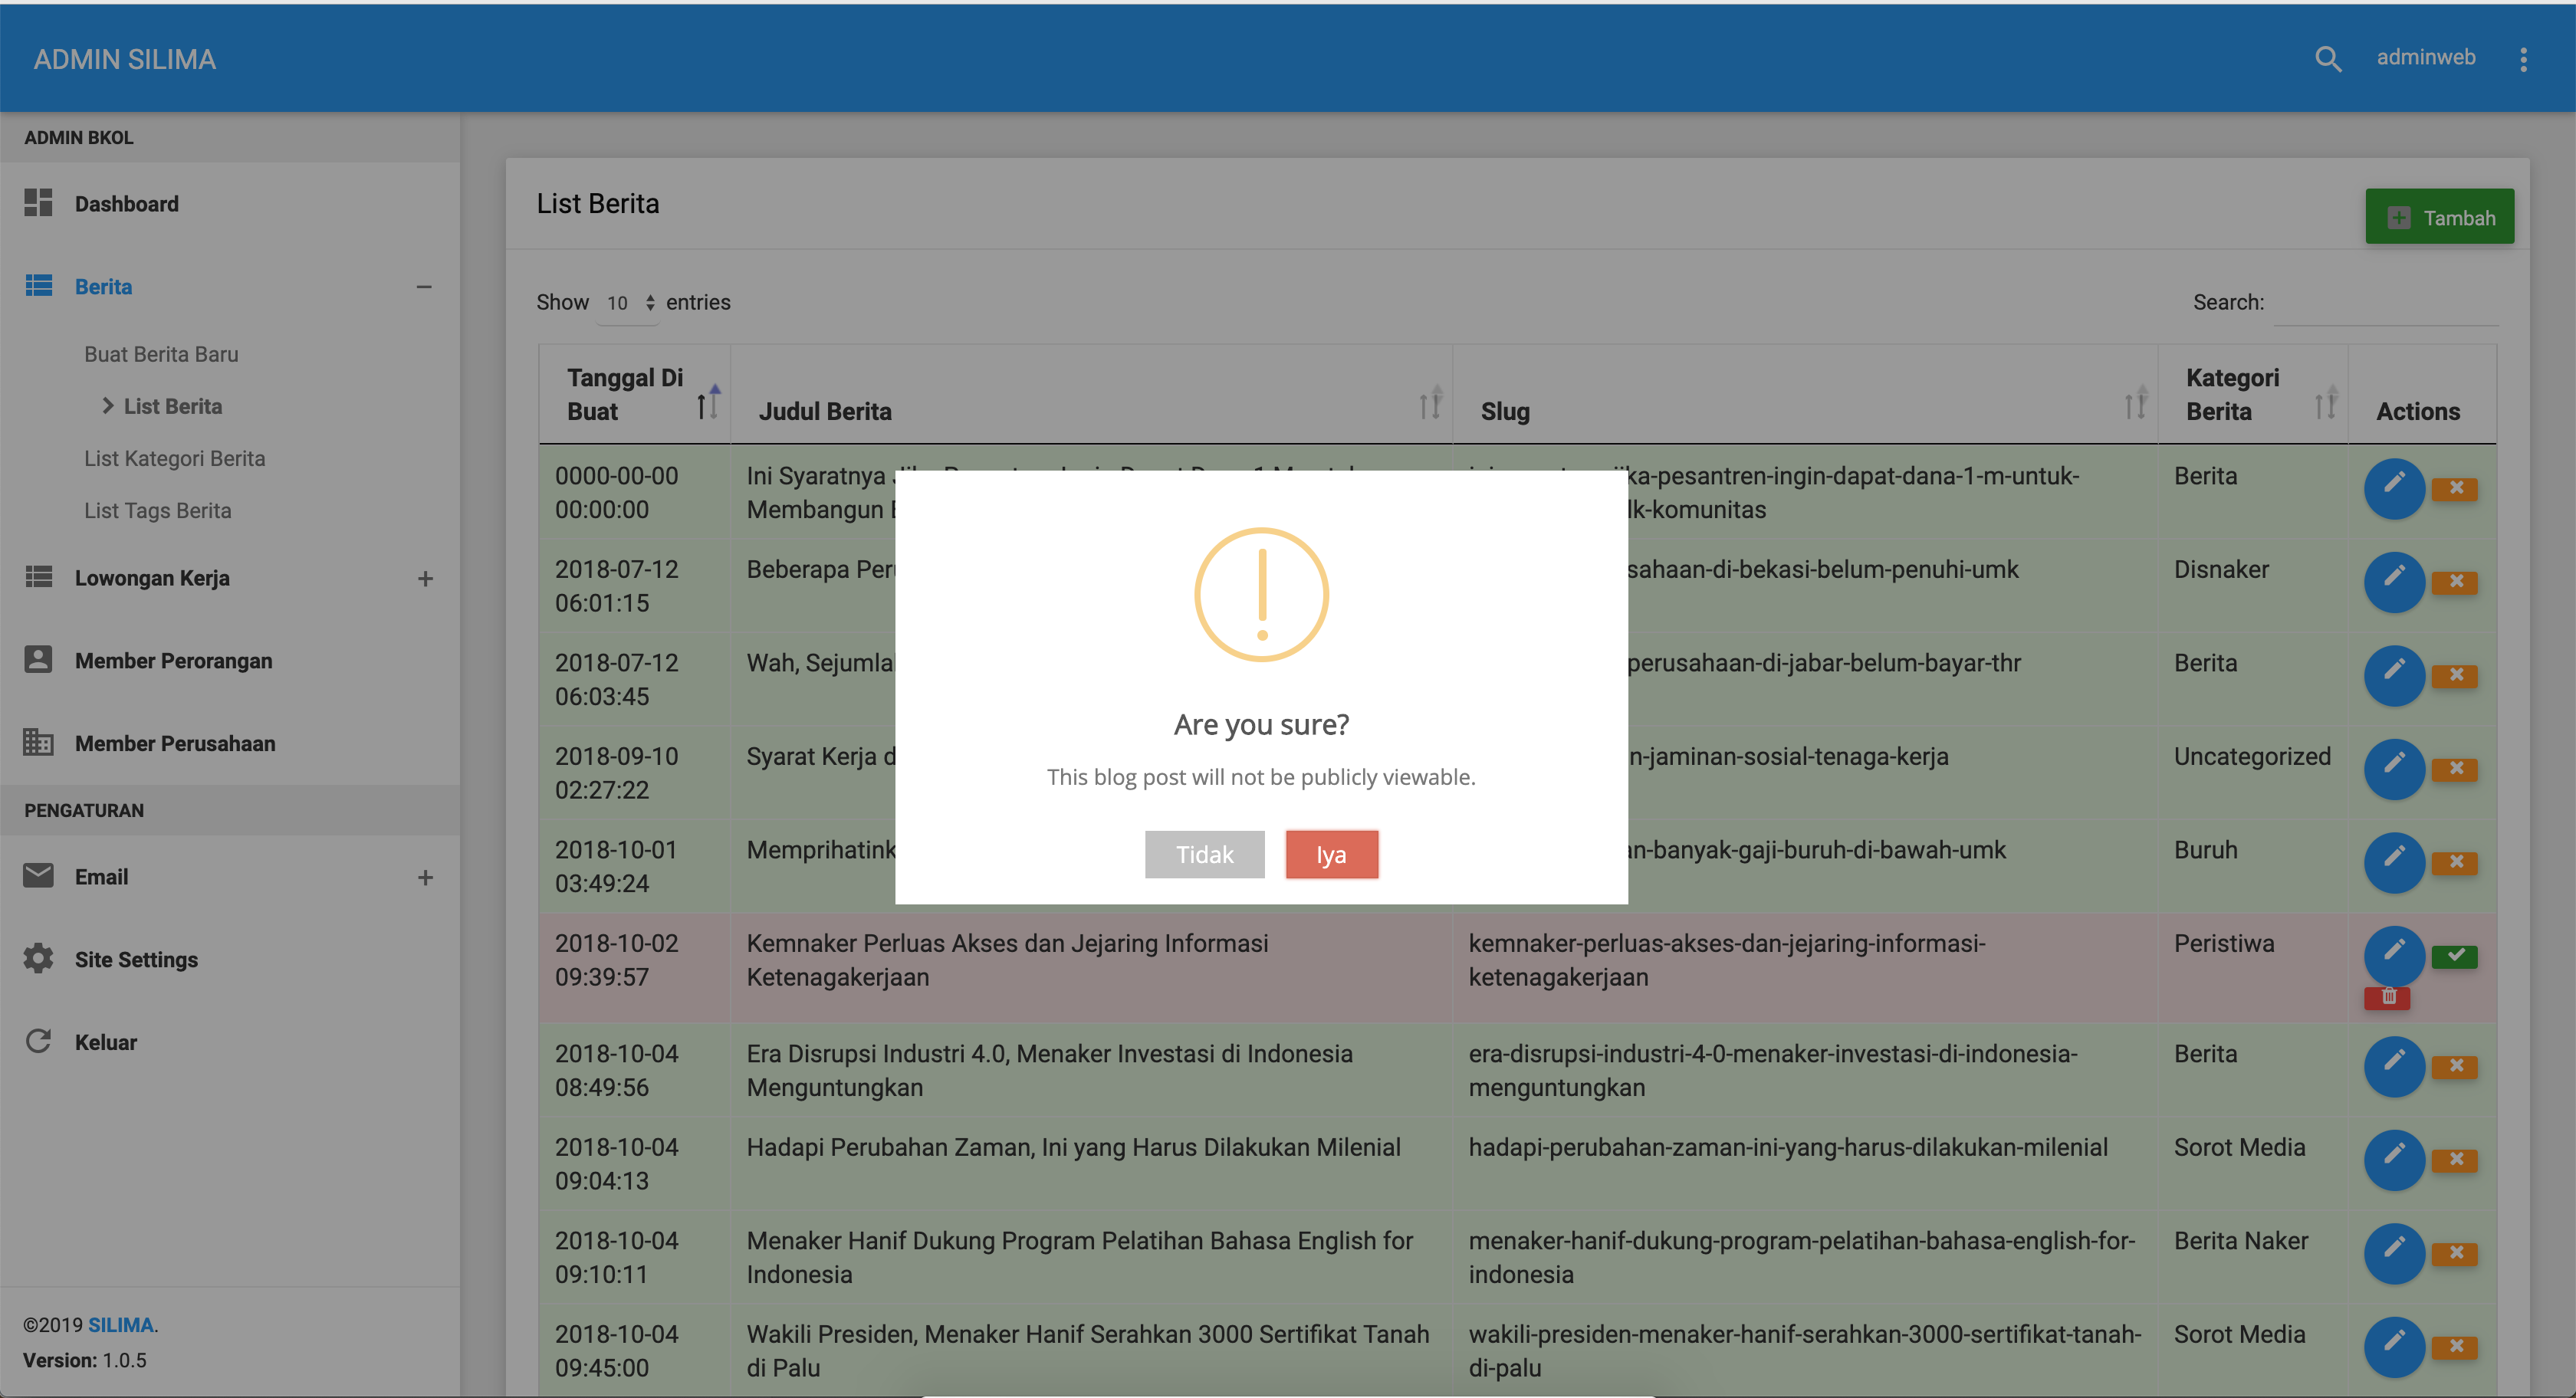 ADMIN SILIMA
adminweb
ADMIN BKOL
Dashboard
Berita
Buat Berita Baru
List Berita
List Kategori Berita
List Tags Berita
Lowongan Kerja
Member Perorangan
Member Perusahaan
PENGATURAN
Email
Site Settings
Keluar
©2019 SILIMA.
Version: 1.0.5
List Berita
Tambah
Show 10 entries
Search:
Tanggal Di
Buat
Judul Berita
Slug
Kategori
Berita
Actions
0000-00-00
00:00:00
Ini Syaratnya
Membangun
ka-pesantren-ingin-dapat-dana-1-m-untuk-
lk-komunitas
Berita
2018-07-12
06:01:15
Beberapa Per
sahaan-di-bekasi-belum-penuhi-umk
Disnaker
2018-07-12
06:03:45
Wah, Sejumla
perusahaan-di-jabar-belum-bayar-thr
Berita
2018-09-10
02:27:22
Syarat Kerja d
n-jaminan-sosial-tenaga-kerja
Uncategorized
2018-10-01
03:49:24
Memprihatink
an-banyak-gaji-buruh-di-bawah-umk
Buruh
2018-10-02
09:39:57
Kemnaker Perluas Akses dan Jejaring Informasi
Ketenagakerjaan
kemnaker-perluas-akses-dan-jejaring-informasi-
ketenagakerjaan
Peristiwa
2018-10-04
08:49:56
Era Disrupsi Industri 4.0, Menaker Investasi di Indonesia
Menguntungkan
era-disrupsi-industri-4-0-menaker-investasi-di-indonesia-
menguntungkan
Berita
2018-10-04
09:04:13
Hadapi Perubahan Zaman, Ini yang Harus Dilakukan Milenial
hadapi-perubahan-zaman-ini-yang-harus-dilakukan-milenial
Sorot Media
2018-10-04
09:10:11
Menaker Hanif Dukung Program Pelatihan Bahasa English for
Indonesia
menaker-hanif-dukung-program-pelatihan-bahasa-english-for-
indonesia
Berita Naker
2018-10-04
09:45:00
Wakili Presiden, Menaker Hanif Serahkan 3000 Sertifikat Tanah
di Palu
wakili-presiden-menaker-hanif-serahkan-3000-sertifikat-tanah-
di-palu
Sorot Media
Are you sure?
This blog post will not be publicly viewable.
Tidak
Iya